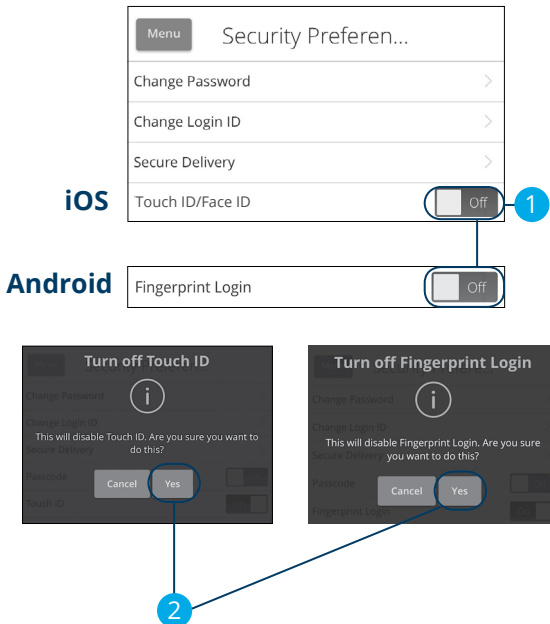 Menu
Security Preferen...
Change Password
Change Login ID
Secure Delivery
iOS
Touch ID/Face ID
Off
1
Android
Fingerprint Login
Off
Turn off Touch ID
Menu
Security Preferen...
i
Change Password
Change Login ID
This will disable Touch ID. Are you sure you want to
do this?
Secure Delivery
Passcode
Cancel
Yes
Touch ID
Turn off Fingerprint Login
i
Change Password
Change Login ID
This will disable Fingerprint Login. Are you sure
you want to do this?
Secure Delivery
Passcode
Cancel
Yes
Fingerprint Login
On
2